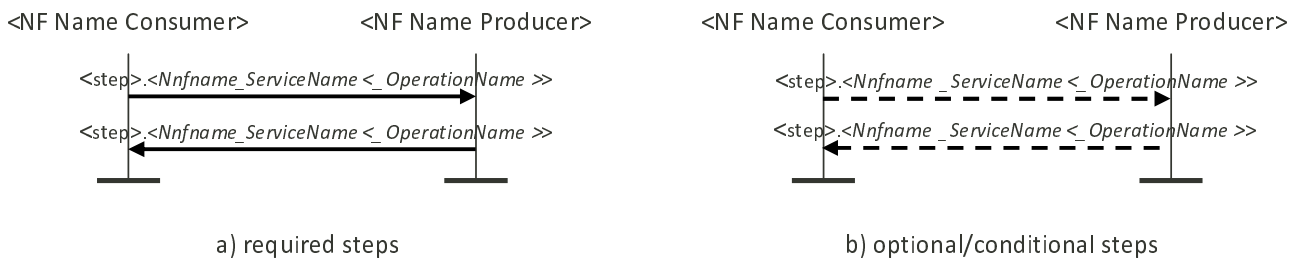 <NF Name Consumer> <NF Name Producer> <NF Name Consumer> <NF Name Producer>
<step>.<Nnfname_ServiceName <_OperationName >> <step>.<Nnfname _ServiceName <_OperationName >>
<step>.<Nnfname_ServiceName <_OperationName >> <step>.<Nnfname _ServiceName <_OperationName >>
a) required steps b) optional/conditional steps